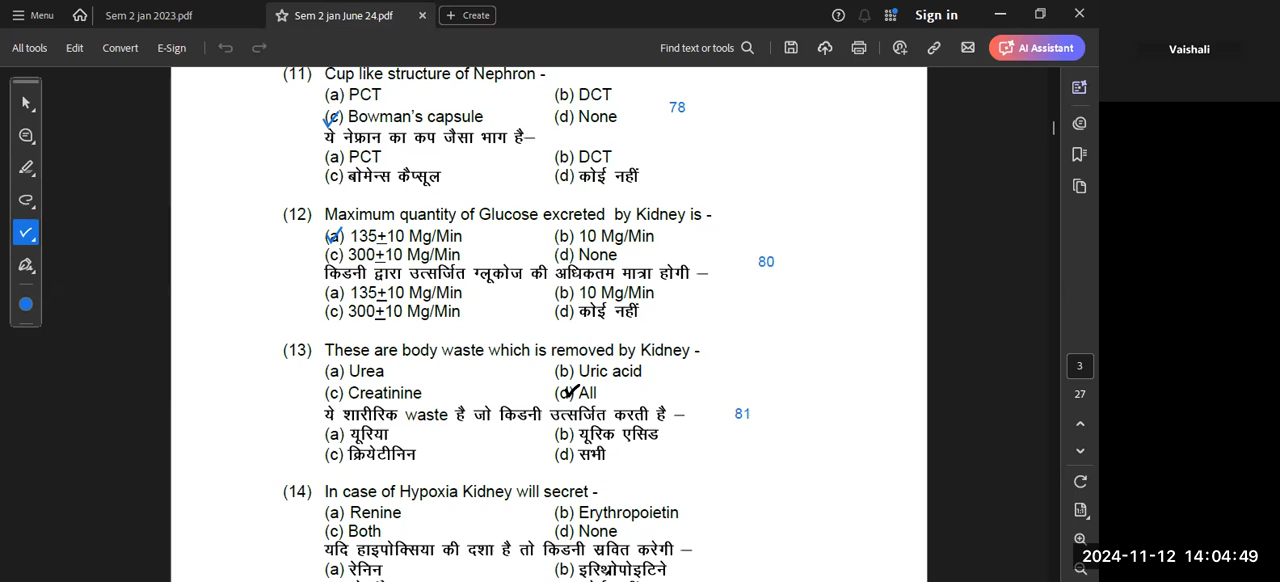 Menu
Sem 2 jan 2023.pdf
Sem 2 jan June 24.pdf
Create
Sign in
All tools
Edit
Convert
E-Sign
Find text or tools
AI Assistant
Vaishali
(11) Cup like structure of Nephron -
(a) PCT (b) DCT
(c) Bowman's capsule (d) None
78
ये नेफ्रान का कप जैसा भाग है–
(a) PCT (b) DCT
(c) बोमेन्स कैप्सूल (d) कोई नहीं
(12) Maximum quantity of Glucose excreted by Kidney is -
(a) 135±10 Mg/Min (b) 10 Mg/Min
(c) 300±10 Mg/Min (d) None
80
किडनी द्वारा उत्सर्जित ग्लूकोज की अधिकतम मात्रा होगी –
(a) 135±10 Mg/Min (b) 10 Mg/Min
(c) 300±10 Mg/Min (d) कोई नहीं
(13) These are body waste which is removed by Kidney -
(a) Urea (b) Uric acid
(c) Creatinine (d) All
ये शारीरिक waste है जो किडनी उत्सर्जित करती है – 81
(a) यूरिया (b) यूरिक एसिड
(c) क्रियेटीनिन (d) सभी
(14) In case of Hypoxia Kidney will secret -
(a) Renine (b) Erythropoietin
(c) Both (d) None
यदि हाइपोक्सिया की दशा है तो किडनी स्रवित करेगी –
(a) रेनिन (b) इरिथ्रोपोइटिने
3
27
2024-11-12 14:04:49